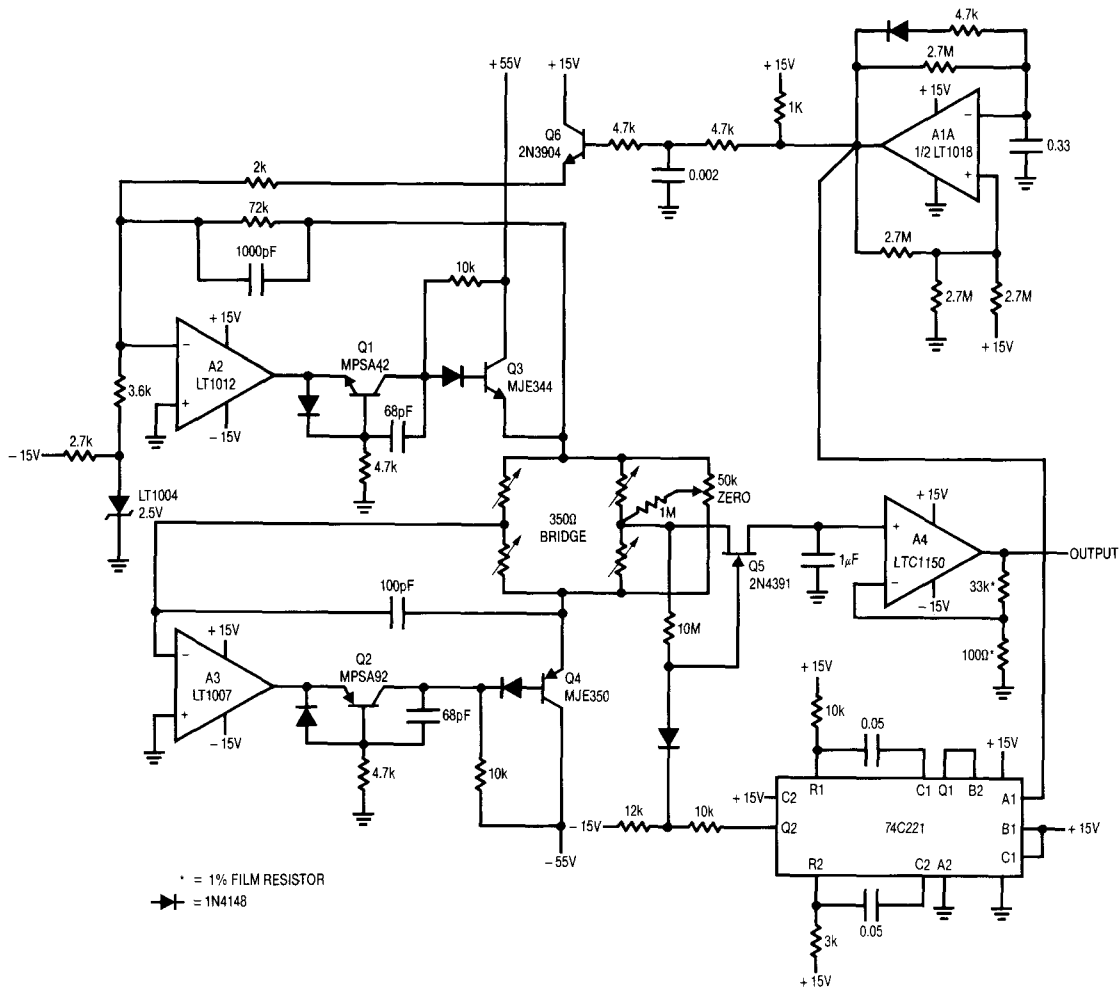 4.7k
2.7M
+55V
+15V
+15V
+15V
1K
Q6
2N3904
4.7k
4.7k
−
A1A
1/2 LT1018
+
0.33
0.002
2k
72k
1000pF
10k
2.7M
2.7M
2.7M
+15V
+15V
−
A2
LT1012
+
−15V
Q1
MPSA42
Q3
MJE344
3.6k
68pF
2.7k
−15V
4.7k
LT1004
2.5V
50k
ZERO
1M
350Ω
BRIDGE
Q5
2N4391
+15V
+
A4
LTC1150
−
−15V
OUTPUT
1μF
33k*
100Ω*
100pF
10M
+15V
−
A3
LT1007
+
−15V
Q2
MPSA92
Q4
MJE350
68pF
4.7k
10k
+15V
10k
0.05
+15V
R1
C1
Q1
B2
A1
+15V
C2
B1
+15V
−15V
12k
10k
Q2
74C221
C1
R2
C2
A2
−55V
0.05
3k
+15V
* = 1% FILM RESISTOR
= 1N4148